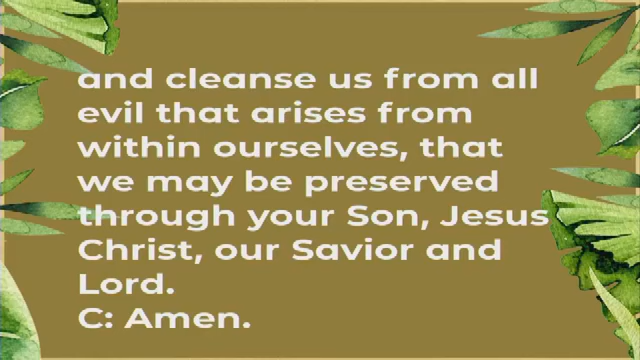 and cleanse us from all
evil that arises from
within ourselves, that
we may be preserved
through your Son, Jesus
Christ, our Savior and
Lord.
C: Amen.